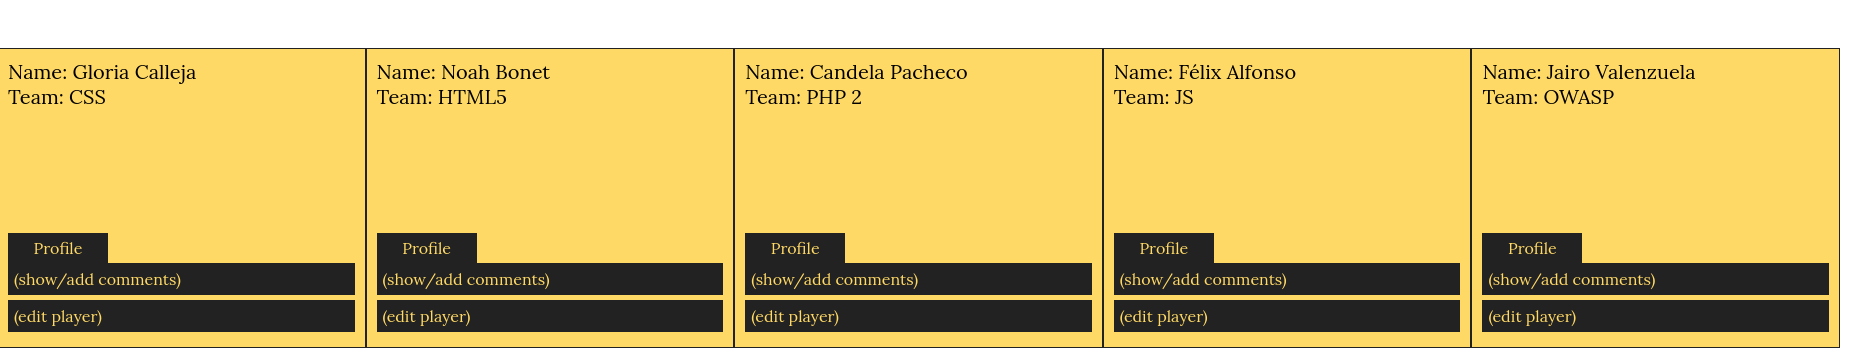 Name: Gloria Calleja
Team: CSS
Profile
(show/add comments)
(edit player)
Name: Noah Bonet
Team: HTML5
Profile
(show/add comments)
(edit player)
Name: Candela Pacheco
Team: PHP 2
Profile
(show/add comments)
(edit player)
Name: Félix Alfonso
Team: JS
Profile
(show/add comments)
(edit player)
Name: Jairo Valenzuela
Team: OWASP
Profile
(show/add comments)
(edit player)